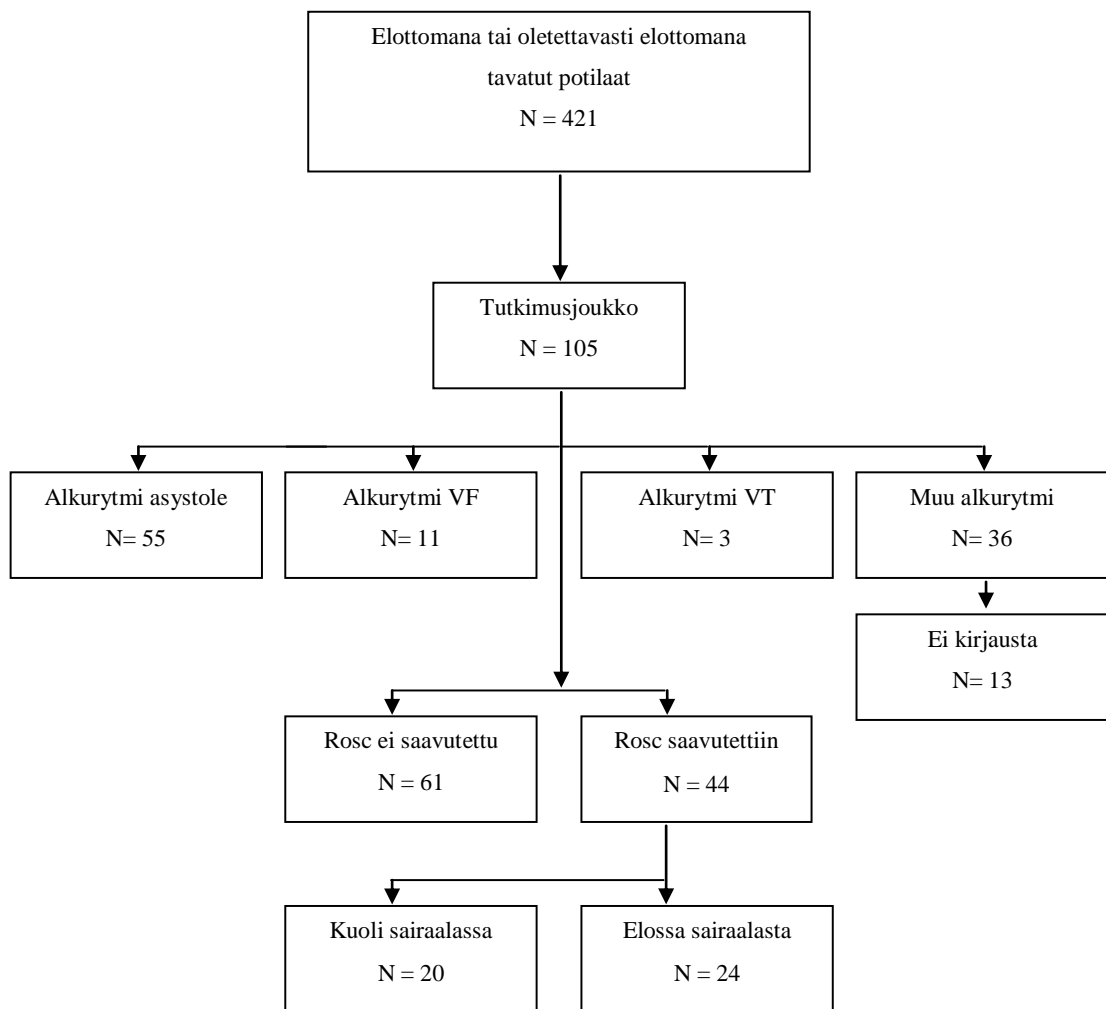 Elottomana tai oletettavasti elottomana
tavatut potilaat
N = 421
Tutkimusjoukko
N = 105
Alkurytmi asystole
N= 55
Alkurytmi VF
N= 11
Alkurytmi VT
N= 3
Muu alkurytmi
N= 36
Ei kirjausta
N= 13
Rosc ei saavutettu
N = 61
Rosc saavutettiin
N = 44
Kuoli sairaalassa
N = 20
Elossa sairaalasta
N = 24